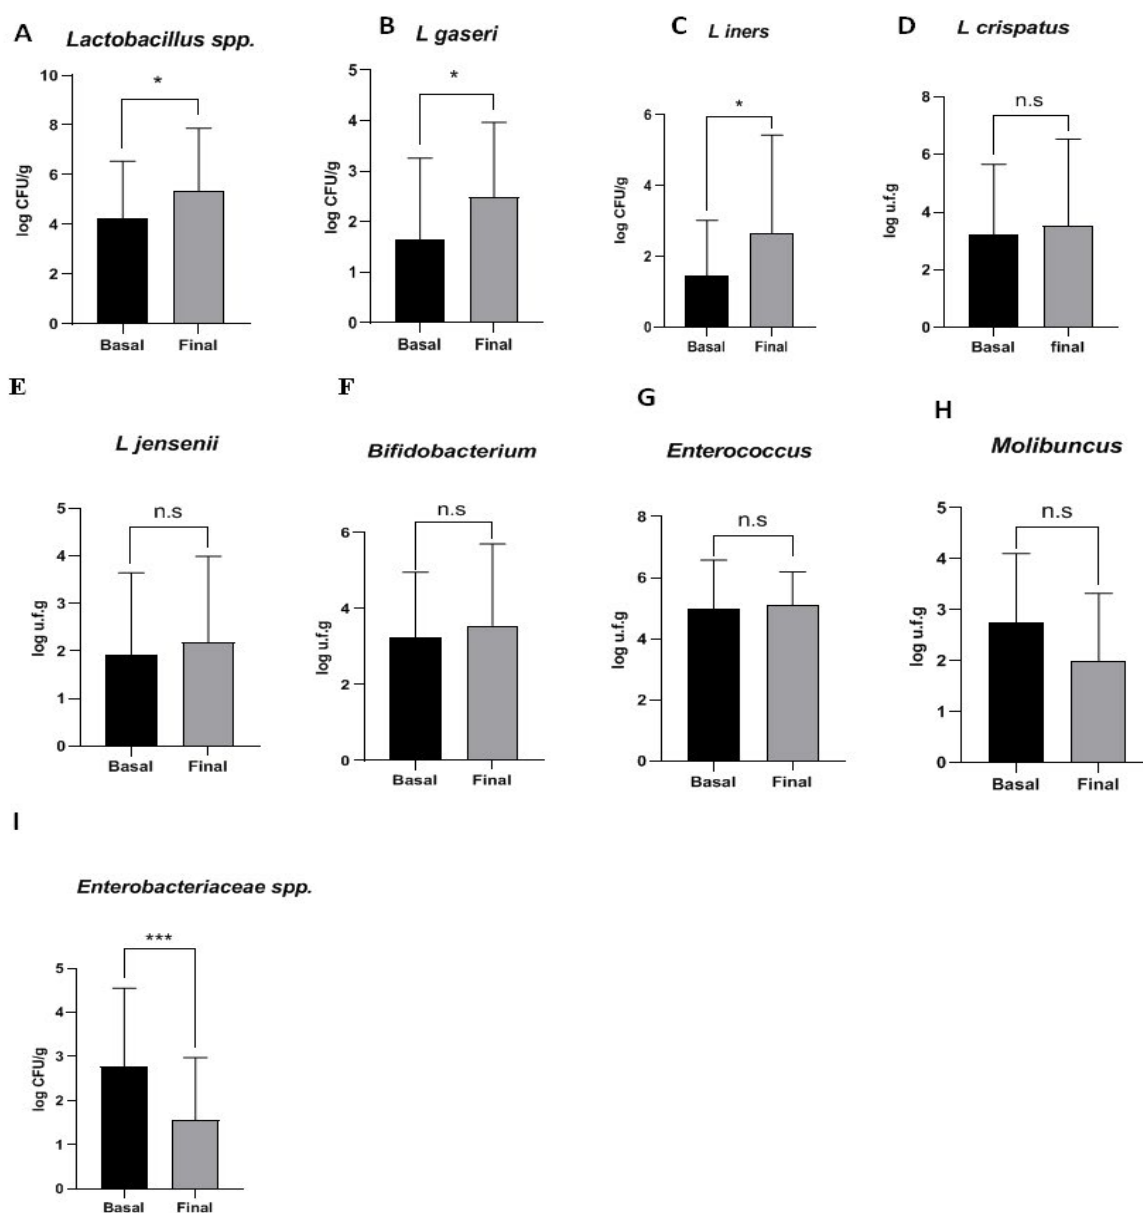 A
Lactobacillus spp.
10
8
6
4
2
0
log CFU/g
*
Basal
Final
B
L gaseri
5
4
3
2
1
0
log CFU/g
*
Basal
Final
C
L iners
6
4
2
0
log CFU/g
*
Basal
Final
D
L crispatus
8
6
4
2
0
log u.f.g
n.s
Basal
final
E
L jensenii
5
4
3
2
1
0
log u.f.g
n.s
Basal
Final
F
Bifidobacterium
6
4
2
0
log u.f.g
n.s
Basal
Final
G
Enterococcus
8
6
4
2
0
log u.f.g
n.s
Basal
Final
H
Molibuncus
5
4
3
2
1
0
log u.f.g
n.s
Basal
Final
I
Enterobacteriaceae spp.
5
4
3
2
1
0
log CFU/g
***
Basal
Final